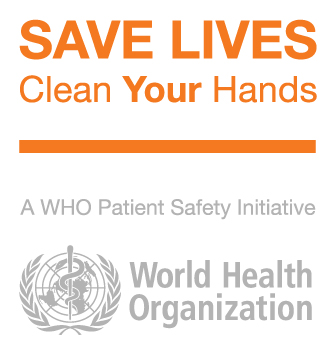 SAVE LIVES
Clean Your Hands
A WHO Patient Safety Initiative
World Health
Organization